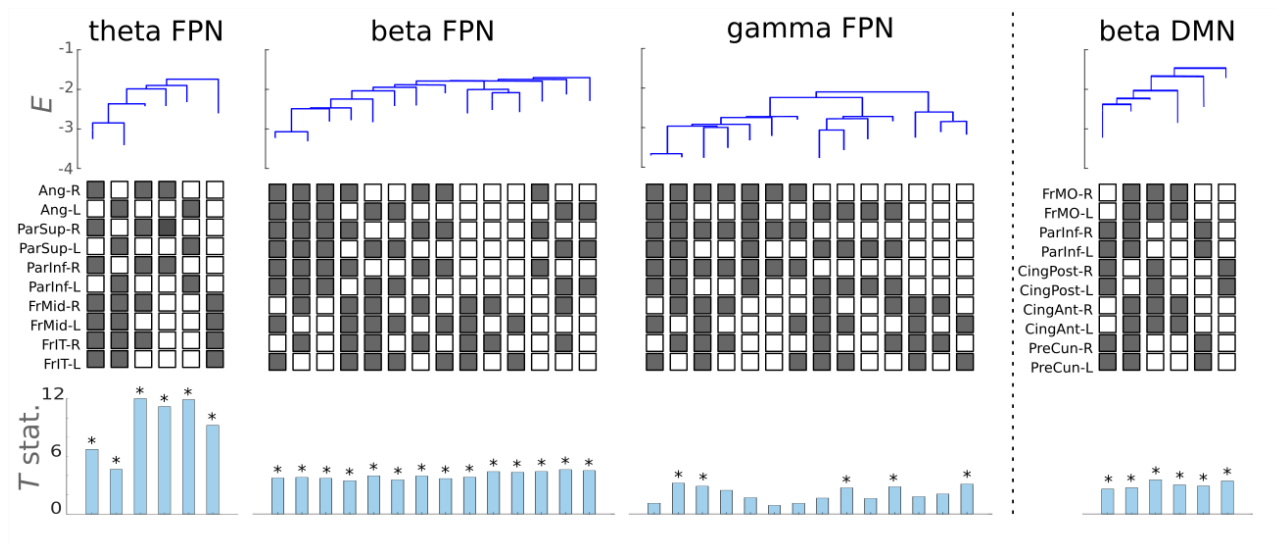 theta FPN
beta FPN
gamma FPN
beta DMN
E
-1
-2
-3
-4
Ang-R
Ang-L
ParSup-R
ParSup-L
ParInf-R
ParInf-L
FrMid-R
FrMid-L
FrIT-R
FrIT-L
FrMO-R
FrMO-L
ParInf-R
ParInf-L
CingPost-R
CingPost-L
CingAnt-R
CingAnt-L
PreCun-R
PreCun-L
T stat.
12
6
0
* * * * * *
* * * * * * * * * * * * * *
* * * * *
* * * * * *